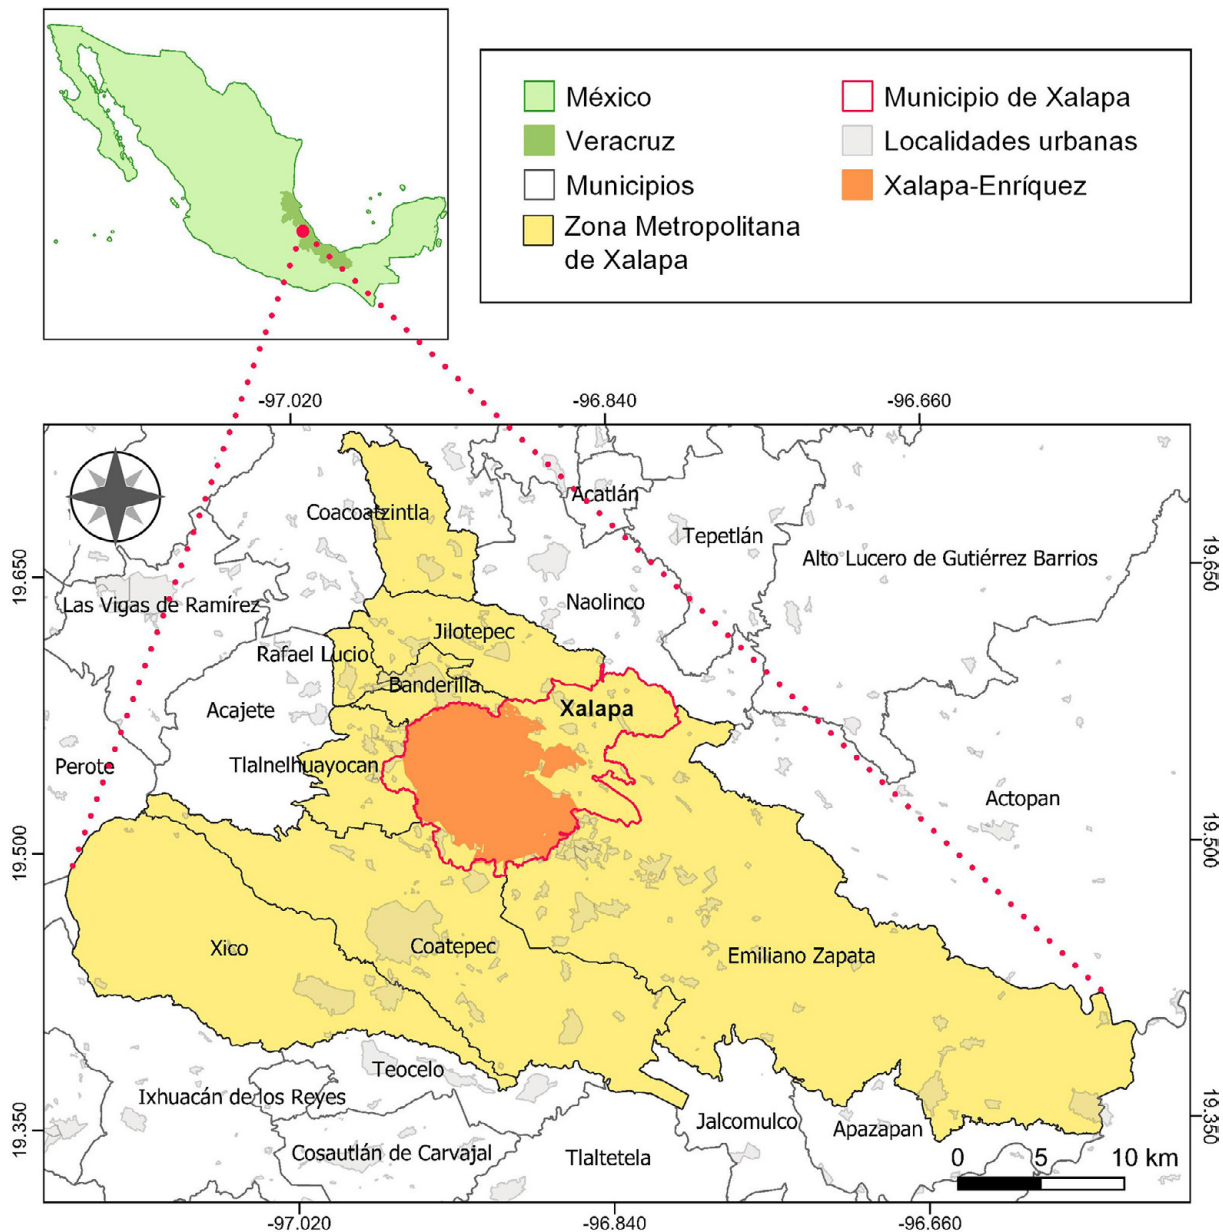 México
Veracruz
Municipios
Zona Metropolitana
de Xalapa
Municipio de Xalapa
Localidades urbanas
Xalapa-Enríquez
-97.020
-96.840
-96.660
19.650
19.500
19.350
19.650
19.500
19.350
Coacoatzintla
Acatlán
Tepetlán
Alto Lucero de Gutiérrez Barrios
Las Vigas de Ramírez
Naolinco
Jilotepec
Rafael Lucio
Banderilla
Xalapa
Acajete
Perote
Tlalnelhuayocan
Actopan
Xico
Coatepec
Emiliano Zapata
Teocelo
Ixhuacán de los Reyes
Jalcomulco
Apazapan
Cosautlán de Carvajal
Tlaltetela
0 5 10 km
-97.020
-96.840
-96.660